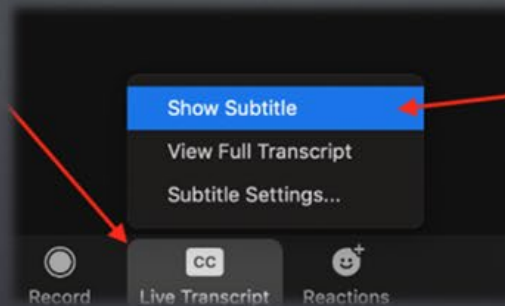 Show Subtitle
View Full Transcript
Subtitle Settings...
CC
Record
Live Transcript
Reactions